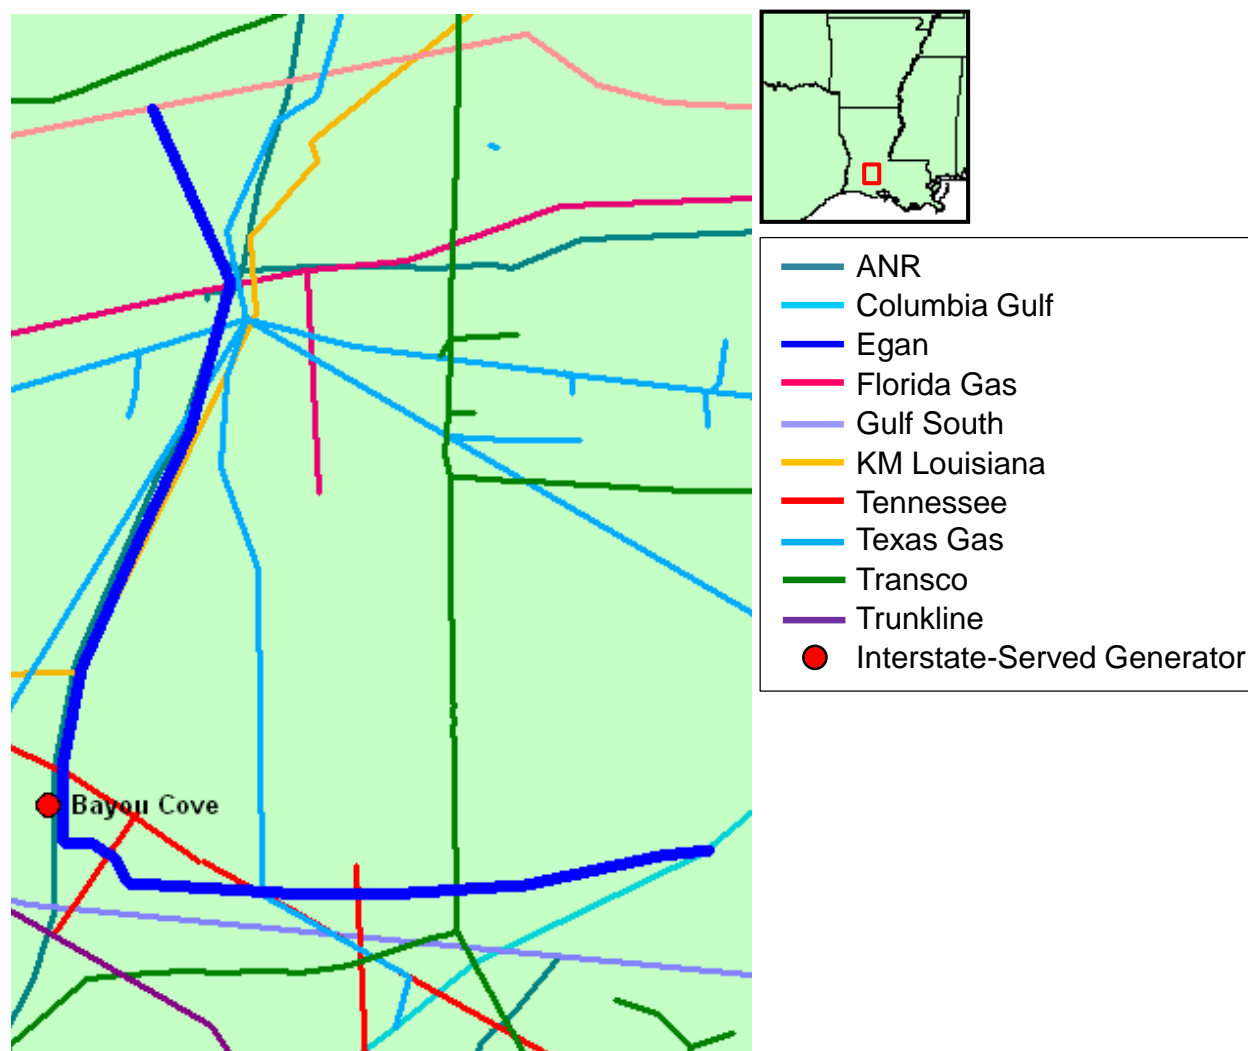 ANR
Columbia Gulf
Egan
Florida Gas
Gulf South
KM Louisiana
Tennessee
Texas Gas
Transco
Trunkline
Interstate-Served Generator
Bayou Cove